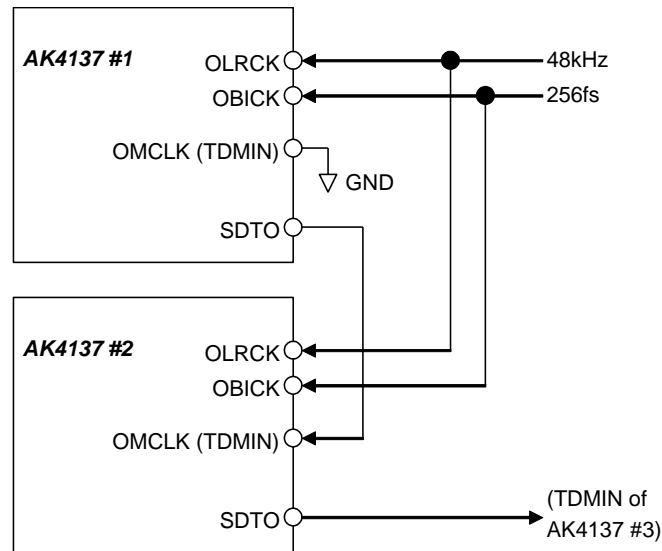 AK4137 #1
OLRCK
48kHz
OBICK
256fs
OMCLK (TDMIN)
GND
SDTO
AK4137 #2
OLRCK
OBICK
OMCLK (TDMIN)
SDTO
(TDMIN of
AK4137 #3)